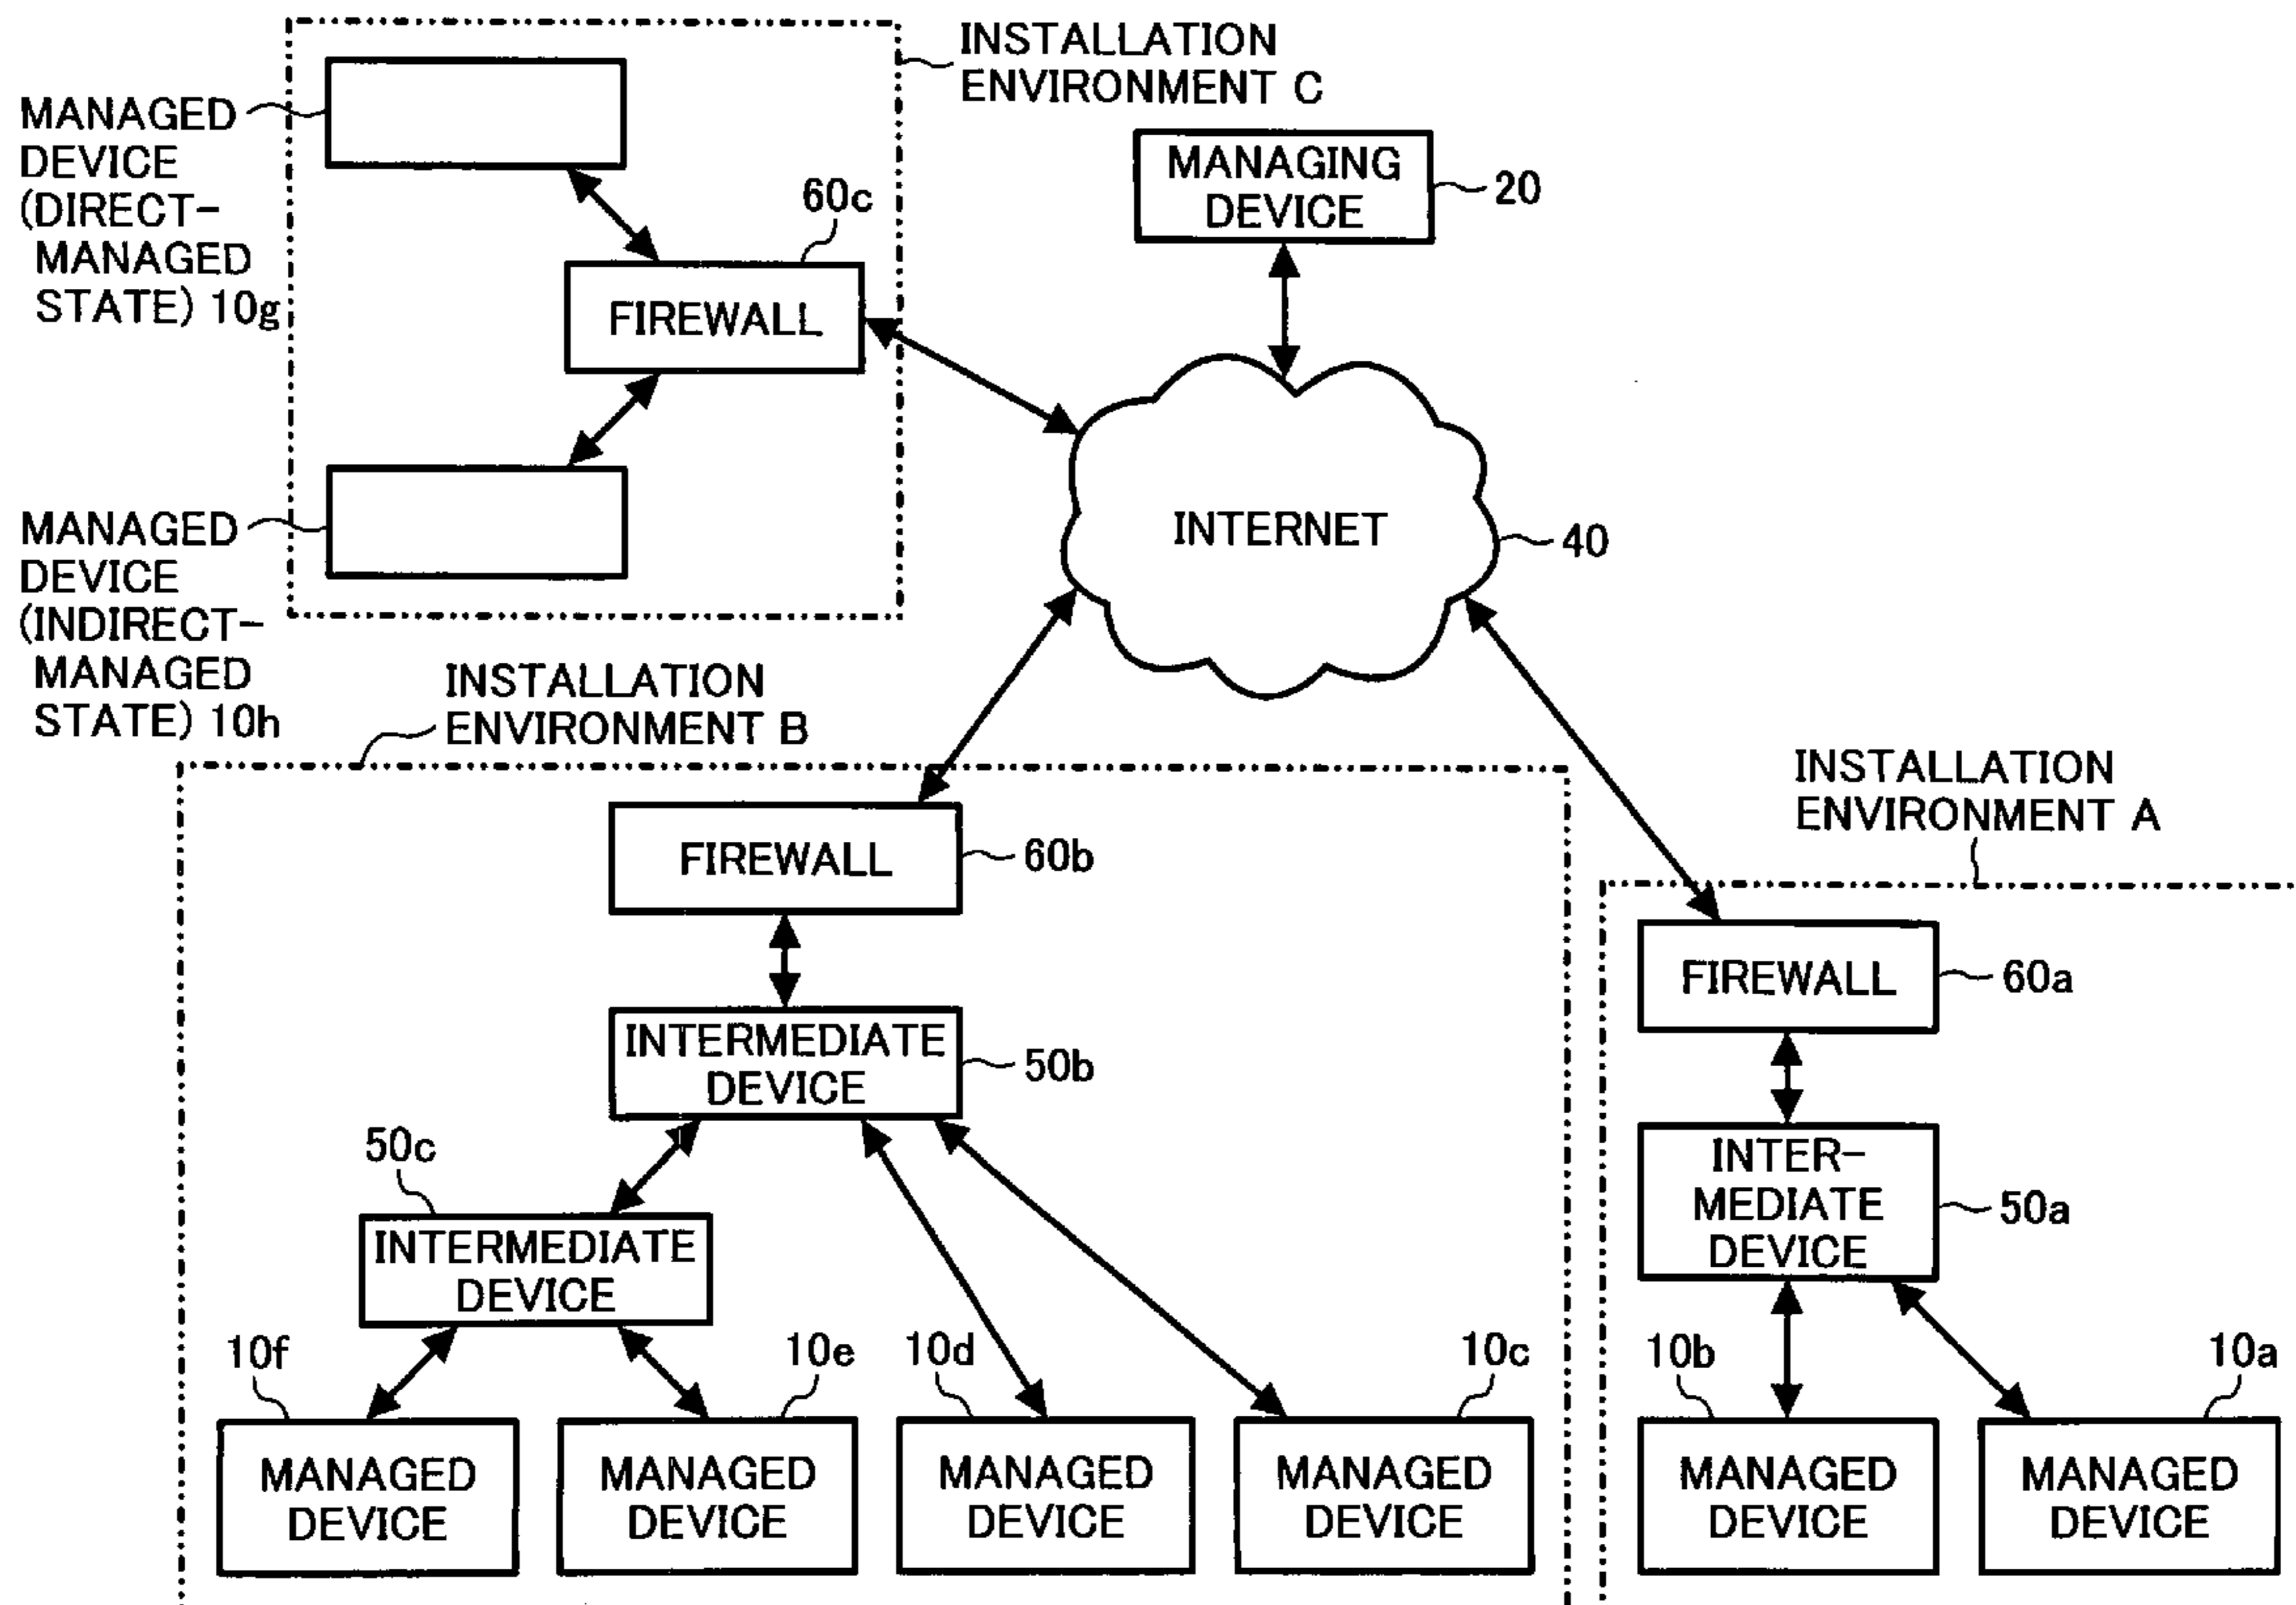 INSTALLATION
ENVIRONMENT C
MANAGED
DEVICE
(DIRECT-
MANAGED
STATE) 10g
60c
FIREWALL
MANAGING
DEVICE
20
INTERNET
40
MANAGED
DEVICE
(INDIRECT-
MANAGED
STATE) 10h
INSTALLATION
ENVIRONMENT B
FIREWALL
60b
INTERMEDIATE
DEVICE
50b
50c
INTERMEDIATE
DEVICE
10f
MANAGED
DEVICE
10e
MANAGED
DEVICE
10d
MANAGED
DEVICE
10c
MANAGED
DEVICE
INSTALLATION
ENVIRONMENT A
FIREWALL
60a
INTER-
MEDIATE
DEVICE
50a
10b
MANAGED
DEVICE
10a
MANAGED
DEVICE